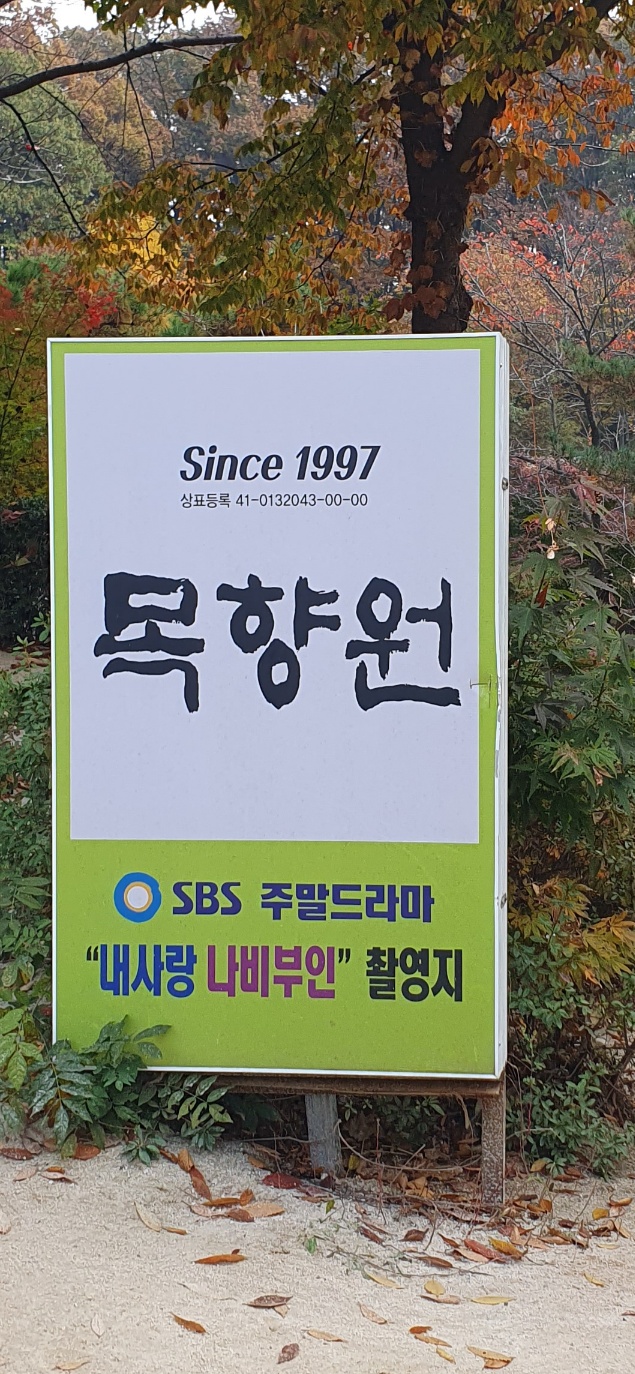 Since 1997
상표등록 41-0132043-00-00
목향원
SBS 주말드라마
“내사랑 나비부인” 촬영지